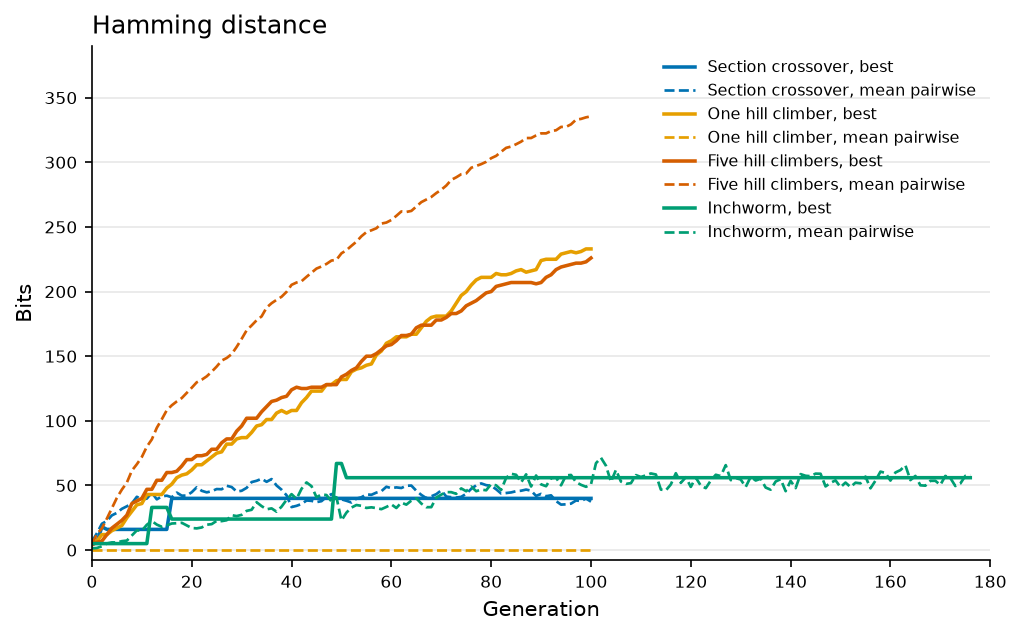 Hamming distance
Section crossover, best
Section crossover, mean pairwise
One hill climber, best
One hill climber, mean pairwise
Five hill climbers, best
Five hill climbers, mean pairwise
Inchworm, best
Inchworm, mean pairwise
Bits
350
300
250
200
150
100
50
0
0 20 40 60 80 100 120 140 160 180
Generation